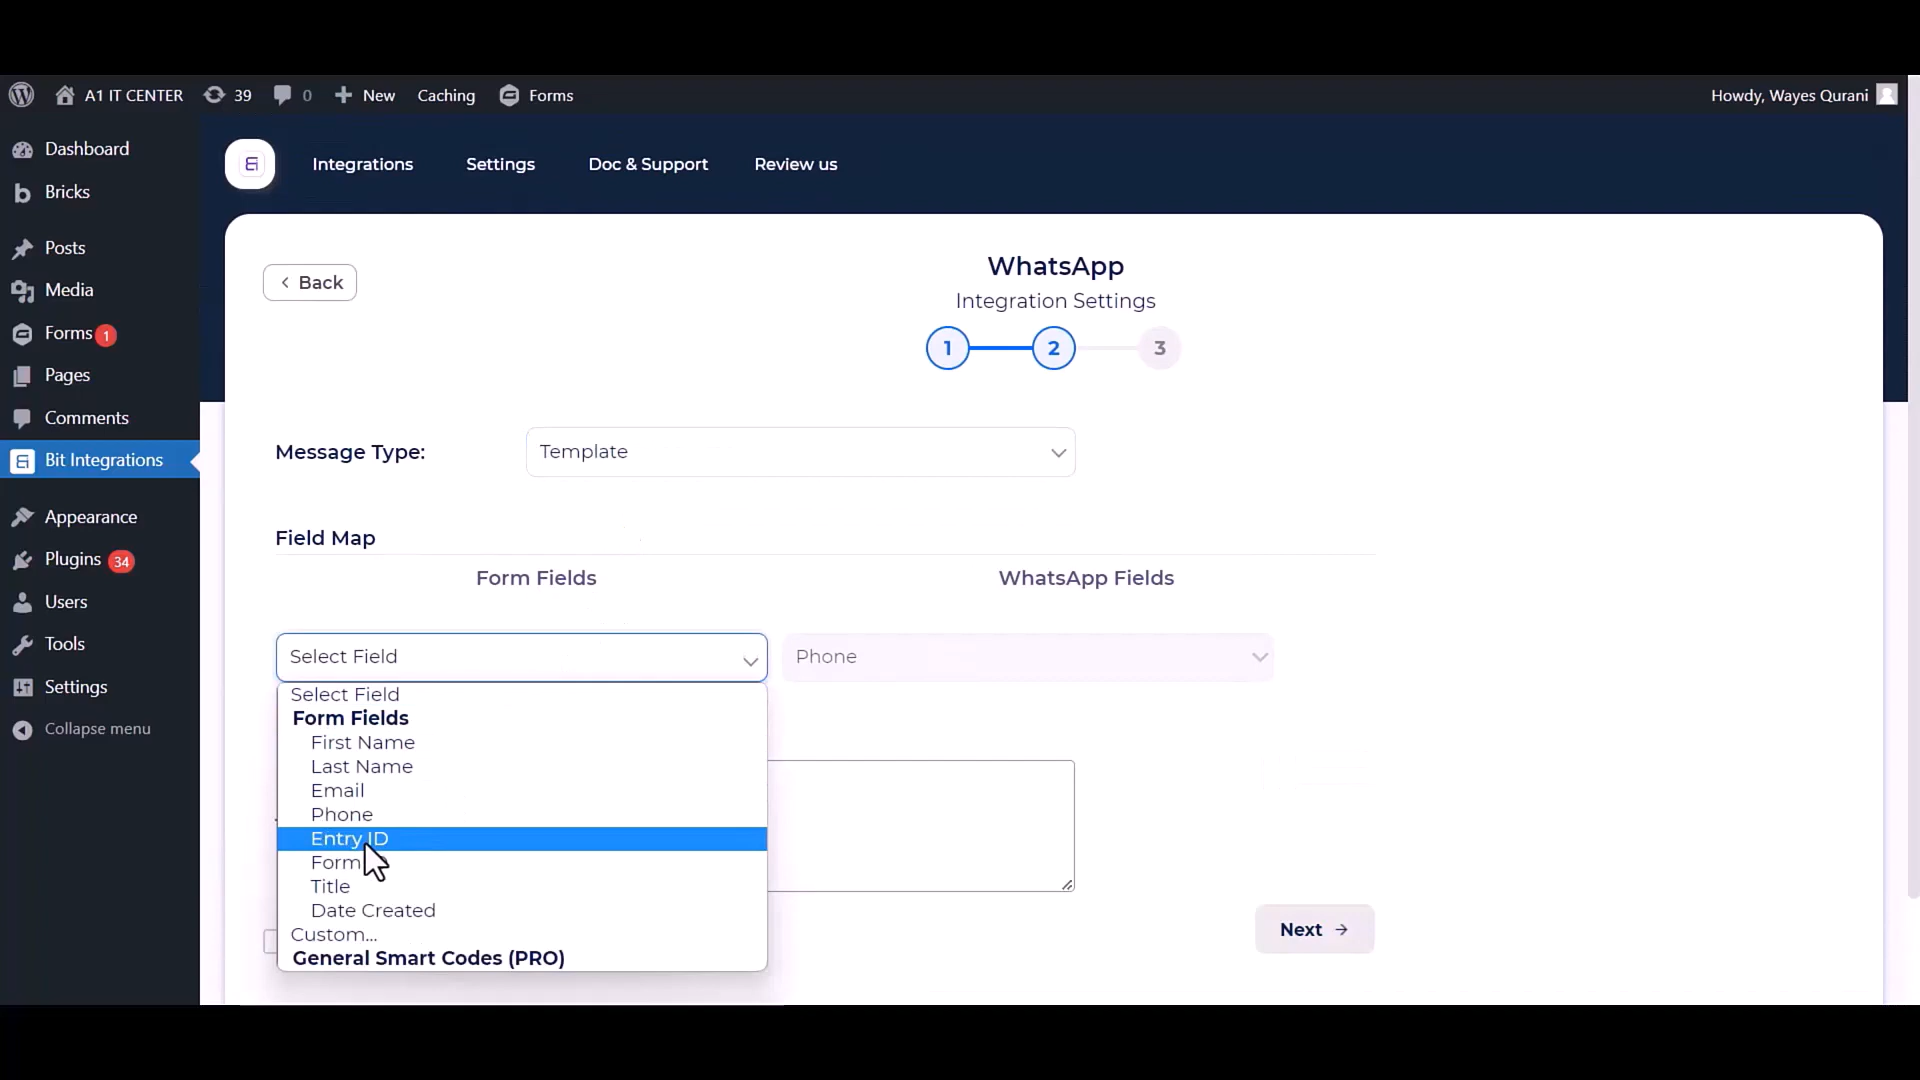 A1 IT CENTER 39 0 New Caching Forms Howdy, Wayes Qurani
Dashboard
Bricks
Posts
Media
Forms 1
Pages
Comments
Bit Integrations
Appearance
Plugins 34
Users
Tools
Settings
Collapse menu
Integrations Settings Doc & Support Review us
Back
WhatsApp
Integration Settings
1 2 3
Message Type: Template
Field Map
Form Fields WhatsApp Fields
Select Field Phone
Select Field
Form Fields
First Name
Last Name
Email
Phone
Entry ID
Form
Title
Date Created
Custom...
General Smart Codes (PRO)
Next